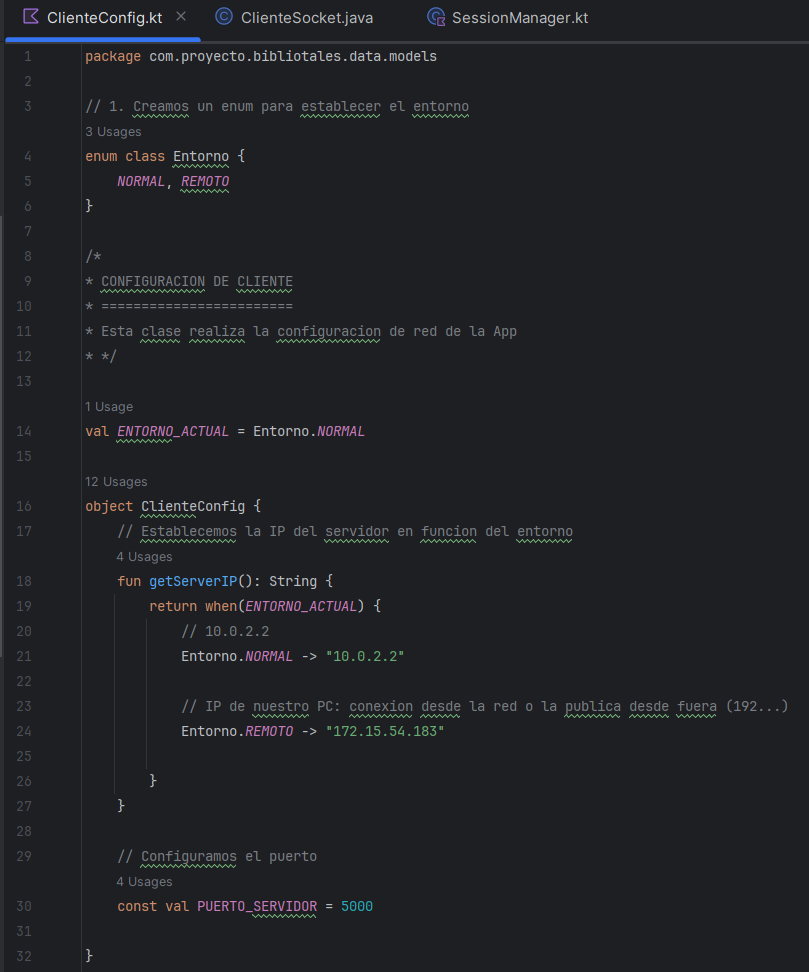 ClienteConfig.kt ClienteSocket.java SessionManager.kt
1 package com.proyecto.bibliotales.data.models
2
3 // 1. Creamos un enum para establecer el entorno
3 Usages
4 enum class Entorno {
5 NORMAL, REMOTO
6 }
7
8 /*
9 * CONFIGURACION DE CLIENTE
10 * ========================
11 * Esta clase realiza la configuracion de red de la App
12 * */
13
1 Usage
14 val ENTORNO_ACTUAL = Entorno.NORMAL
15
12 Usages
16 object ClienteConfig {
17 // Establecemos la IP del servidor en funcion del entorno
4 Usages
18 fun getServerIP(): String {
19 return when(ENTORNO_ACTUAL) {
20 // 10.0.2.2
21 Entorno.NORMAL -> "10.0.2.2"
22
23 // IP de nuestro PC: conexion desde la red o la publica desde fuera (192...)
24 Entorno.REMOTO -> "172.15.54.183"
25
26 }
27 }
28
29 // Configuramos el puerto
4 Usages
30 const val PUERTO_SERVIDOR = 5000
31
32 }